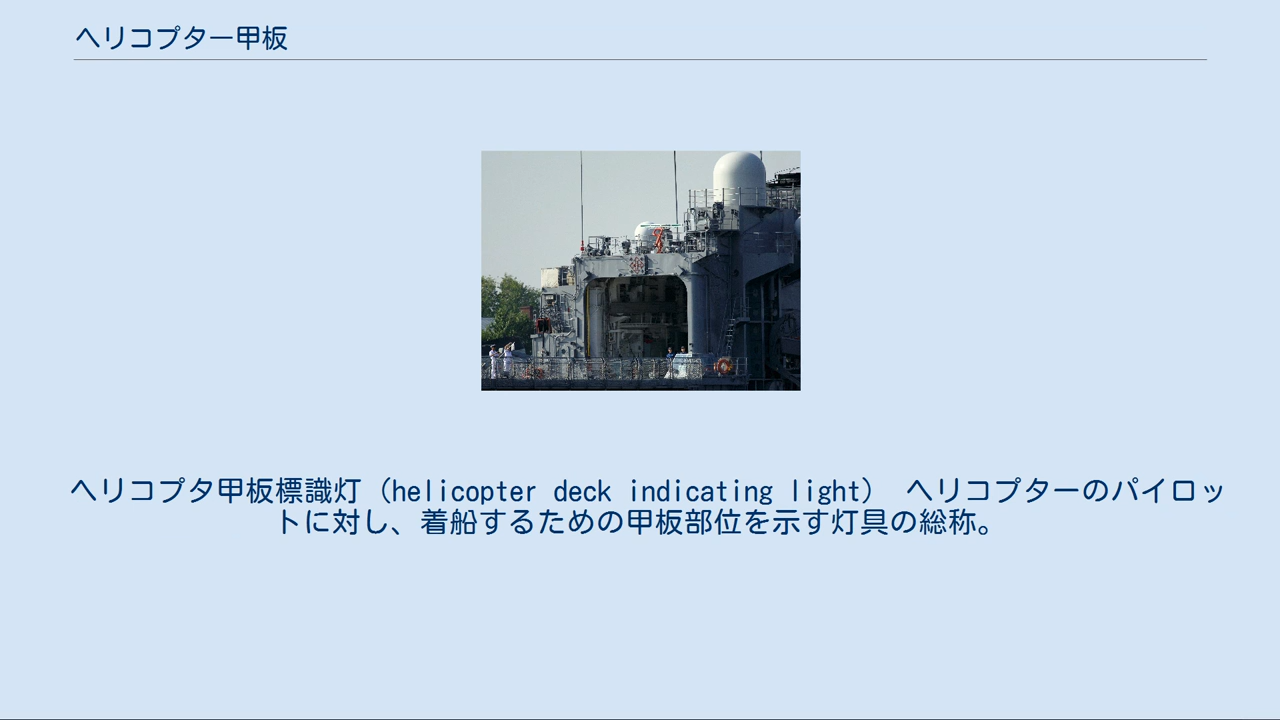 ヘリコプター甲板
ヘリコプタ甲板標識灯（helicopter deck indicating light） ヘリコプターのパイロッ
トに対し、着船するための甲板部位を示す灯具の総称。